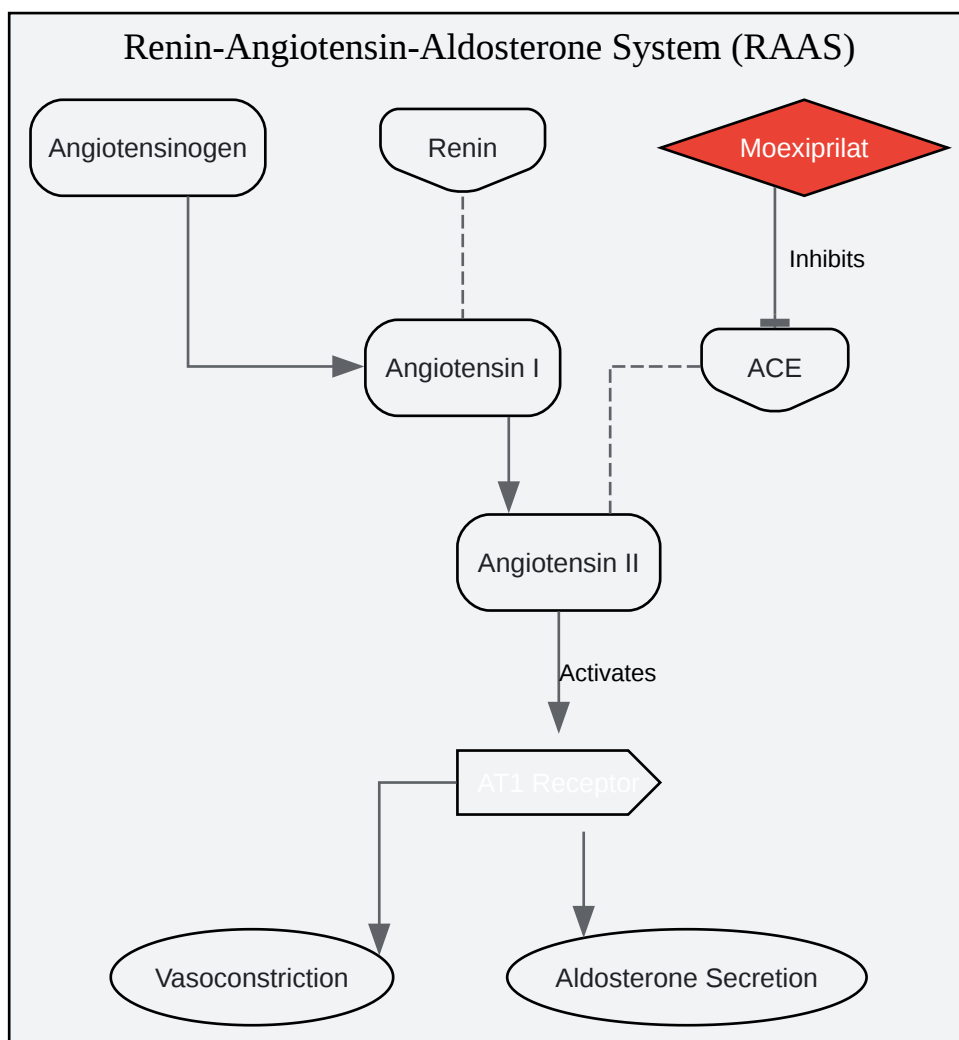 Renin-Angiotensin-Aldosterone System (RAAS)
Angiotensinogen
Renin
Moexiprilat
Inhibits
Angiotensin I
ACE
Angiotensin II
Activates
AT1 Receptor
Vasoconstriction
Aldosterone Secretion